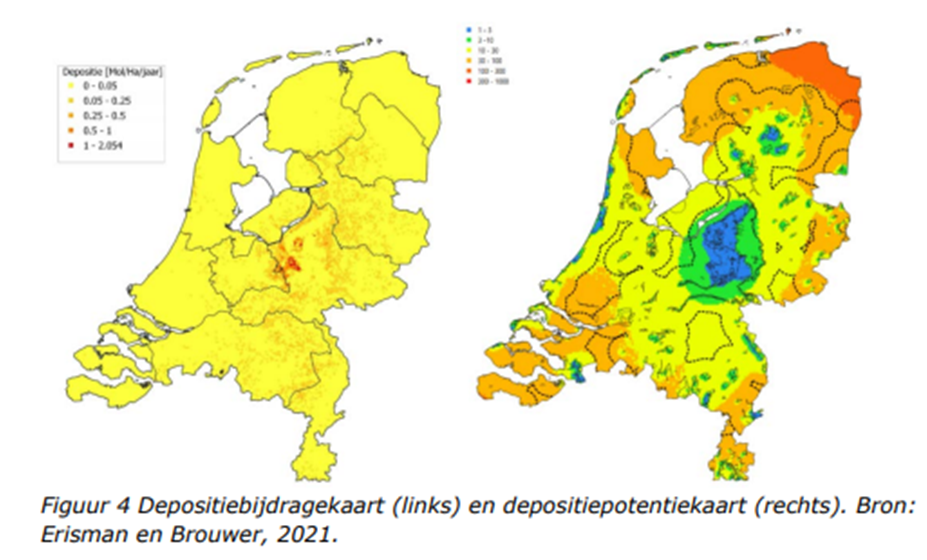 Depositie [Mol/Ha/jaar]
0 - 0.05
0.05 - 0.25
0.25 - 0.5
0.5 - 1
1 - 2.054
2 - 10
10 - 30
30 - 100
100 - 300
300 - 1000
Figuur 4 Depositiebijdragekaart (links) en depositiepotentiekaart (rechts). Bron:
Erisman en Brouwer, 2021.